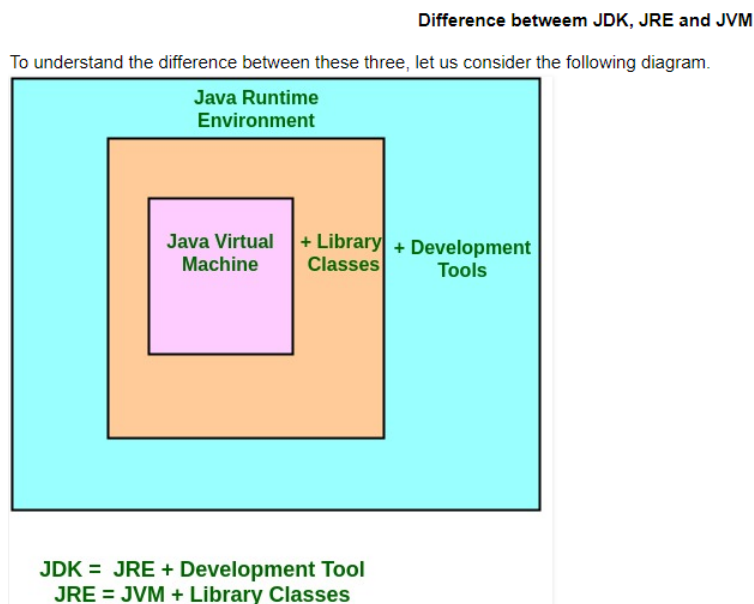 Difference betweem JDK, JRE and JVM
To understand the difference between these three, let us consider the following diagram.
Java Runtime
Environment
Java Virtual
Machine
+ Library
Classes
+ Development
Tools
JDK = JRE + Development Tool
JRE = JVM + Library Classes